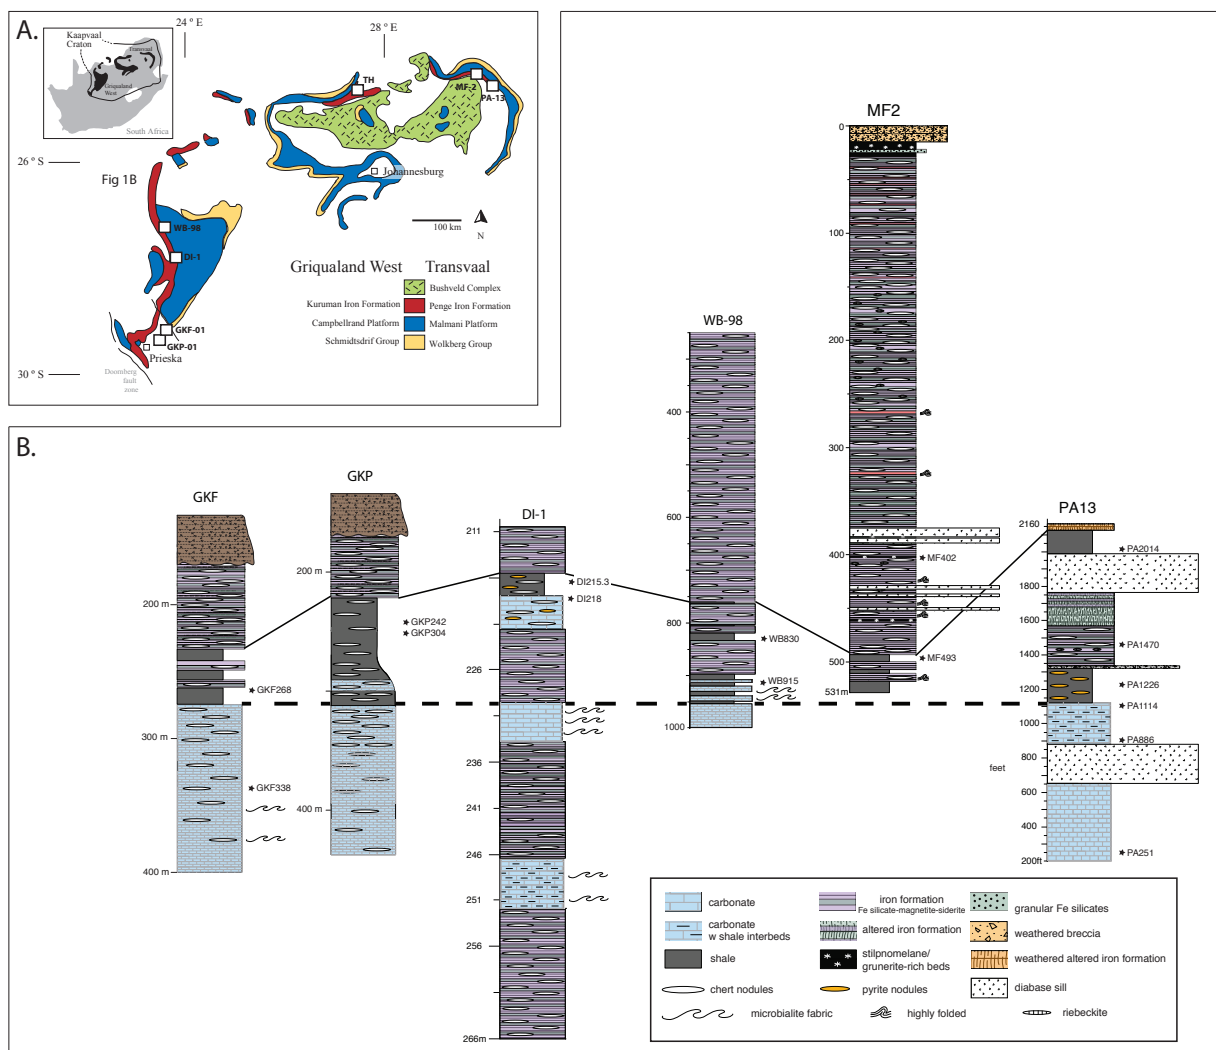 A.
24 º E
28 º E
Kaapvaal
Craton
Transvaal
Griqualand
West
South Africa
TH
MF-2
PA-13
26° S
Fig 1B
Johannesburg
WB-98
DI-1
100 km
N
GKF-01
GKP-01
Prieska
Doornberg
fault
zone
30 º S
Griqualand West
Transvaal
Bushveld Complex
Kuruman Iron Formation
Penge Iron Formation
Campbellrand Platform
Malmani Platform
Schmidtsdrif Group
Wolkberg Group
B.
GKF
200 m
300 m
400 m
GKF268
GKF338
GKP
200 m
400 m
GKP242
GKP304
DI-1
211
226
236
241
246
251
256
266m
DI215.3
DI218
WB-98
400
600
800
1000
WB830
WB915
MF2
0
100
200
300
400
500
531m
MF402
MF493
PA13
2160
1800
1600
1400
1200
1000
feet
600
400
200ft
PA2014
PA1470
PA1226
PA1114
PA886
PA251
carbonate
iron formation
Fe silicate-magnetite-siderite
granular Fe silicates
carbonate
w shale interbeds
altered iron formation
weathered breccia
shale
stilpnomelane/
grunerite-rich beds
weathered altered iron formation
chert nodules
pyrite nodules
diabase sill
microbialite fabric
highly folded
riebeckite